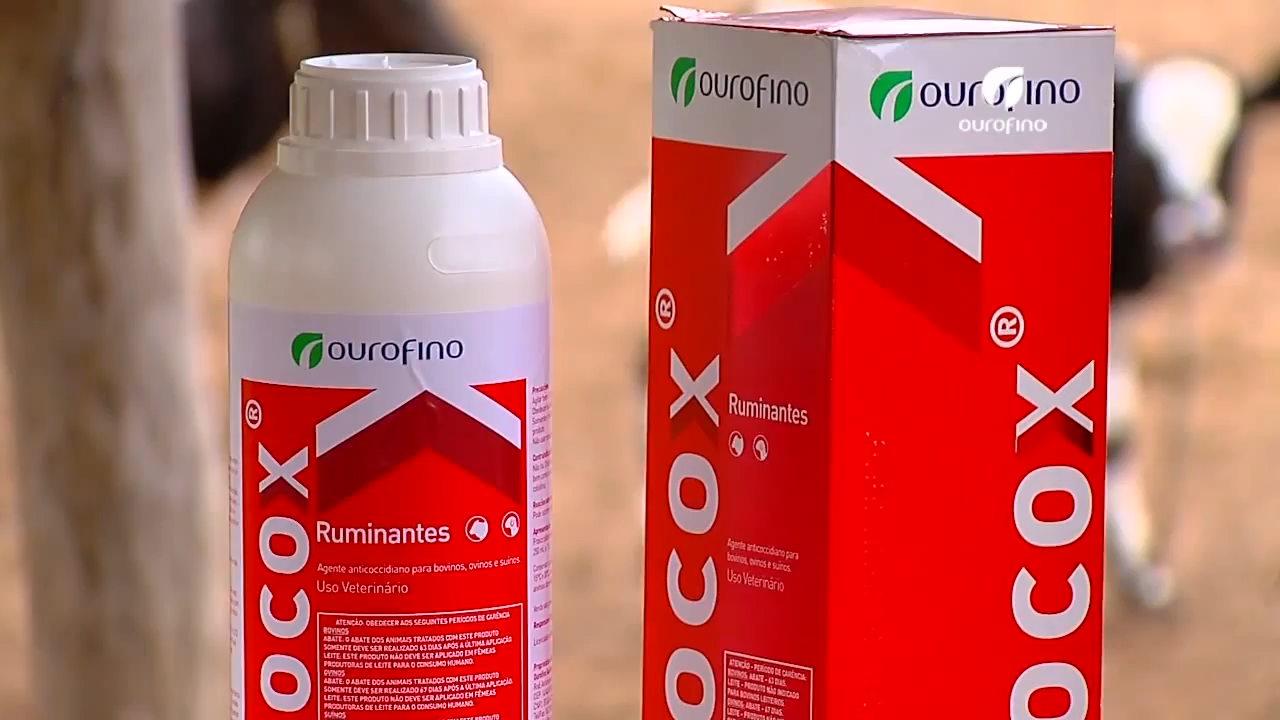 ourofino
OCOX®
Ruminantes
Agente anticoccidiano para bovinos, ovinos e suínos.
Uso Veterinário
ATENÇÃO: OBEDECER AOS SEGUINTES PERÍODOS DE CARÊNCIA
BOVINOS
ABATE: O ABATE DOS ANIMAIS TRATADOS COM ESTE PRODUTO
SOMENTE DEVE SER REALIZADO 63 DIAS APÓS A ÚLTIMA APLICAÇÃO
LEITE: ESTE PRODUTO NÃO DEVE SER APLICADO EM FÊMEAS
PRODUTORAS DE LEITE PARA O CONSUMO HUMANO.
OVINOS
ABATE: O ABATE DOS ANIMAIS TRATADOS COM ESTE PRODUTO
SOMENTE DEVE SER REALIZADO 67 DIAS APÓS A ÚLTIMA APLICAÇÃO.
LEITE: ESTE PRODUTO NÃO DEVE SER APLICADO EM FÊMEAS
PRODUTORAS DE LEITE PARA O CONSUMO HUMANO.
SUÍNOS
ourofino
OCOX®
Ruminantes
Agente anticoccidiano para
bovinos, ovinos e suínos.
Uso Veterinário
ATENÇÃO - PERÍODO DE CARÊNCIA:
BOVINOS: ABATE - 63 DIAS.
LEITE - PRODUTO NÃO INDICADO
PARA BOVINOS LEITEIROS
OVINOS: ABATE - 67 DIAS.
ourofino
ourofino
OCOX®